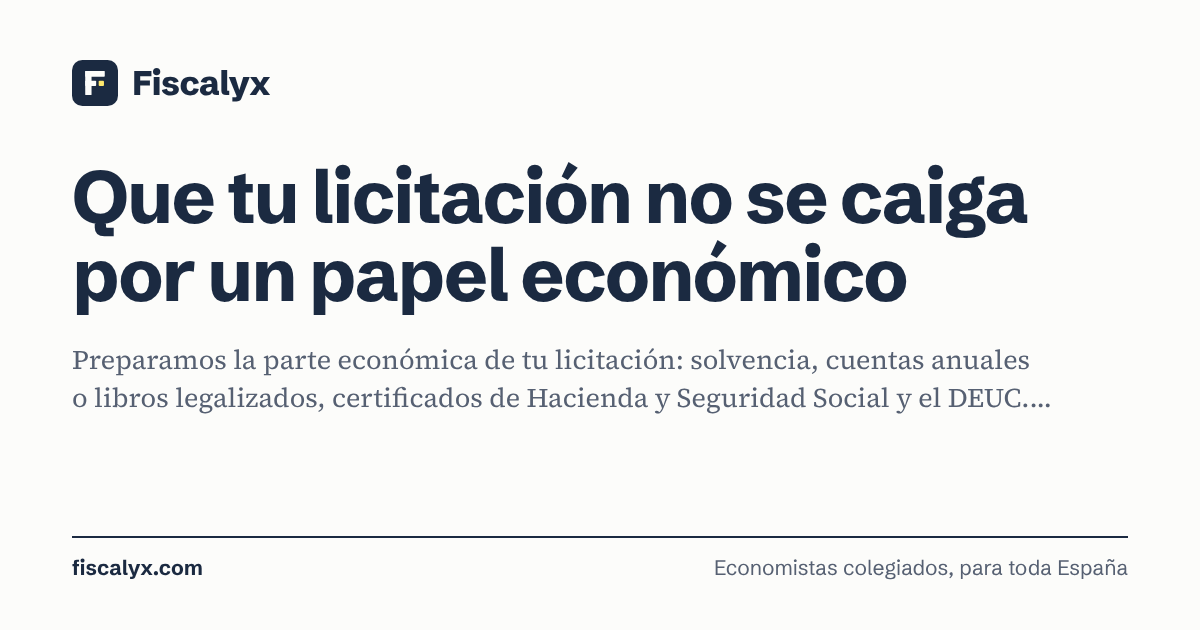 Fiscalyx
Que tu licitación no se caiga
por un papel económico
Preparamos la parte económica de tu licitación: solvencia, cuentas anuales
o libros legalizados, certificados de Hacienda y Seguridad Social y el DEUC.…
fiscalyx.com
Economistas colegiados, para toda España